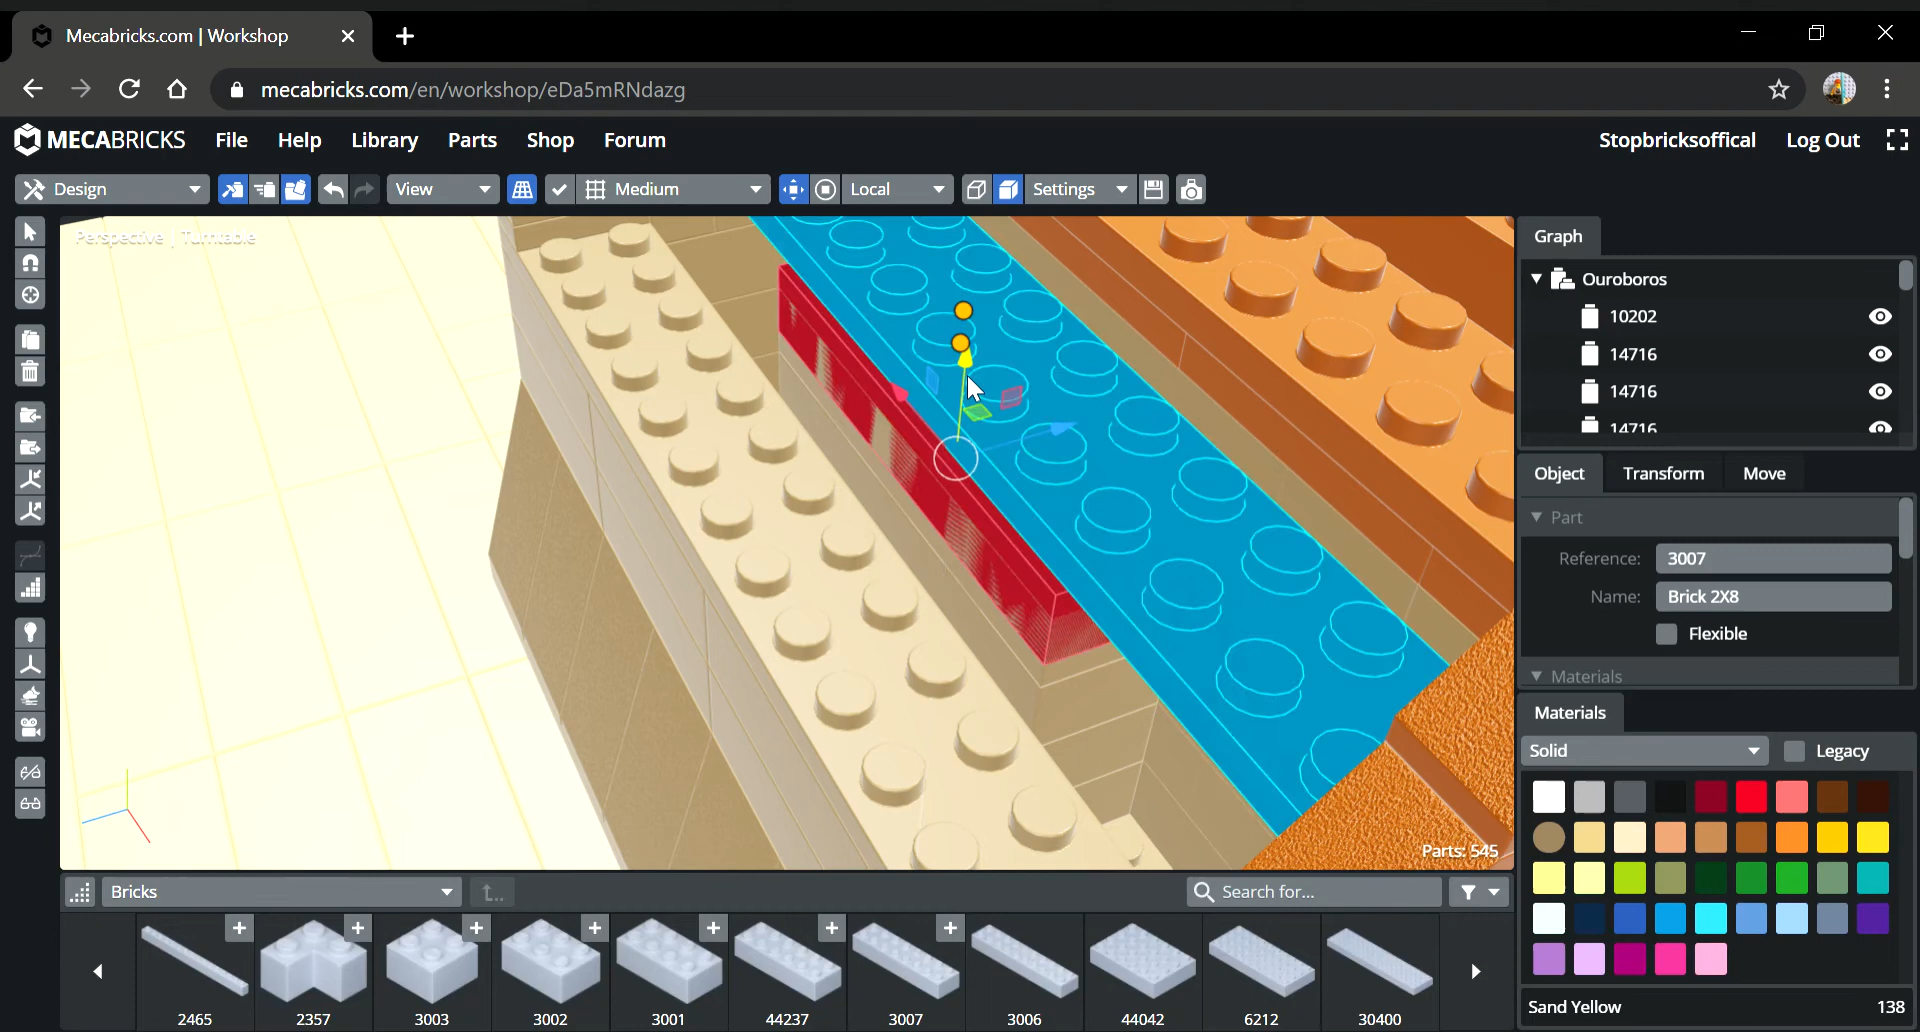 Mecabricks.com | Workshop
mecabricks.com/en/workshop/eDa5mRNdazg
MECABRICKS File Help Library Parts Shop Forum Stopbricksoffical Log Out
Design View Medium Local Settings
Perspective | Turntable
Graph
Ouroboros
10202
14716
14716
14716
Object Transform Move
Part
Reference: 3007
Name: Brick 2X8
Flexible
Materials
Materials
Solid Legacy
Parts: 545
Bricks Search for...
2465 2357 3003 3002 3001 44237 3007 3006 44042 6212 30400
Sand Yellow 138